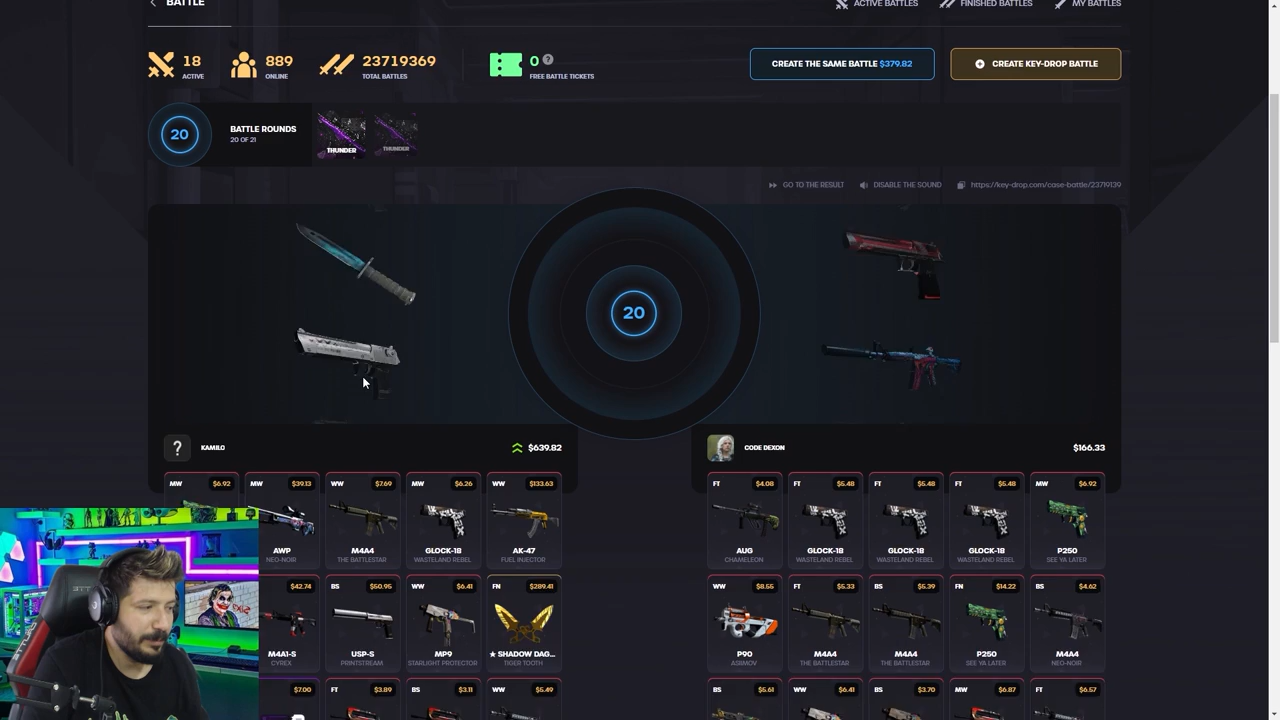 BATTLE
ACTIVE BATTLES
FINISHED BATTLES
MY BATTLES
18
ACTIVE
889
ONLINE
23719369
TOTAL BATTLES
0 ?
FREE BATTLE TICKETS
CREATE THE SAME BATTLE $379.82
CREATE KEY-DROP BATTLE
20
BATTLE ROUNDS
20 OF 21
THUNDER
THUNDER
GO TO THE RESULT
DISABLE THE SOUND
https://key-drop.com/case-battle/23719139
20
? KAMILO $639.82
CODE DEXON $166.33
MW $6.92
MW $39.13
AWP
NEO-NOIR
WW $7.69
M4A4
THE BATTLESTAR
MW $6.26
GLOCK-18
WASTELAND REBEL
WW $133.63
AK-47
FUEL INJECTOR
FT $4.08
AUG
CHAMELEON
FT $5.48
GLOCK-18
WASTELAND REBEL
FT $5.48
GLOCK-18
WASTELAND REBEL
FT $5.48
GLOCK-18
WASTELAND REBEL
MW $6.92
P250
SEE YA LATER
$42.74
M4A1-S
CYREX
BS $50.95
USP-S
PRINTSTREAM
WW $6.41
MP9
STARLIGHT PROTECTOR
FN $289.41
★ SHADOW DAG...
TIGER TOOTH
WW $8.55
P90
ASIIMOV
FT $5.33
M4A4
THE BATTLESTAR
BS $5.39
M4A4
THE BATTLESTAR
FN $14.22
P250
SEE YA LATER
BS $4.62
M4A4
NEO-NOIR
$7.00
FT $3.89
BS $3.11
WW $5.49
BS $5.61
WW $6.41
BS $3.70
MW $6.87
FT $6.57